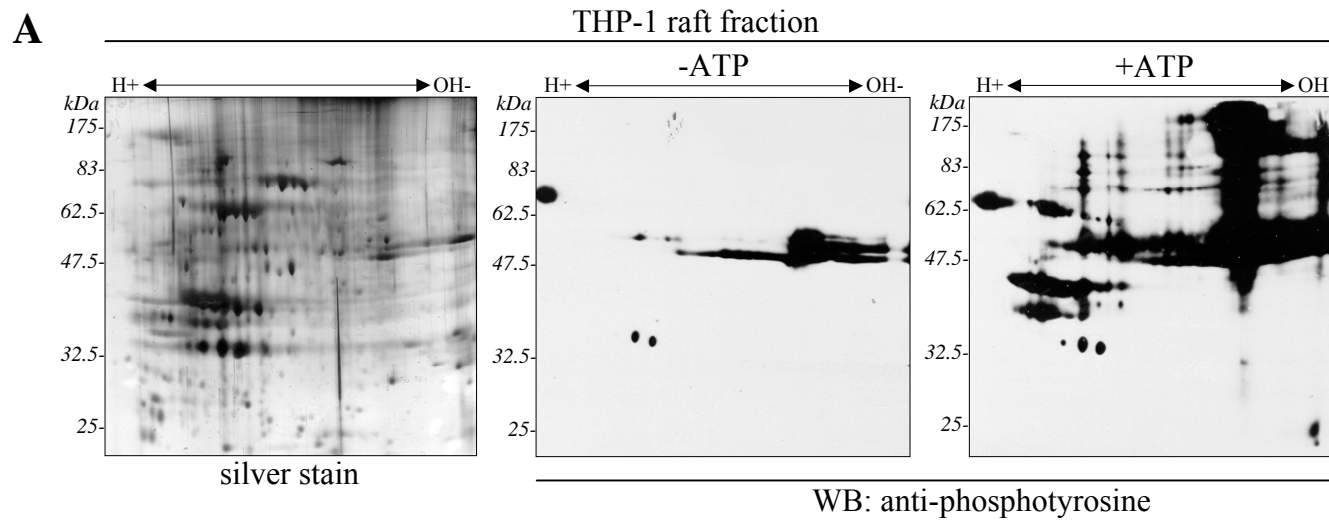 A
THP-1 raft fraction
-ATP
+ATP
H+ OH-
H+ OH-
H+ OH
kDa
175-
83-
62.5-
47.5-
32.5-
25-
kDa
175-
83-
62.5-
47.5-
32.5-
25-
kDa
175-
83-
62.5-
47.5-
32.5-
25-
silver stain
WB: anti-phosphotyrosine